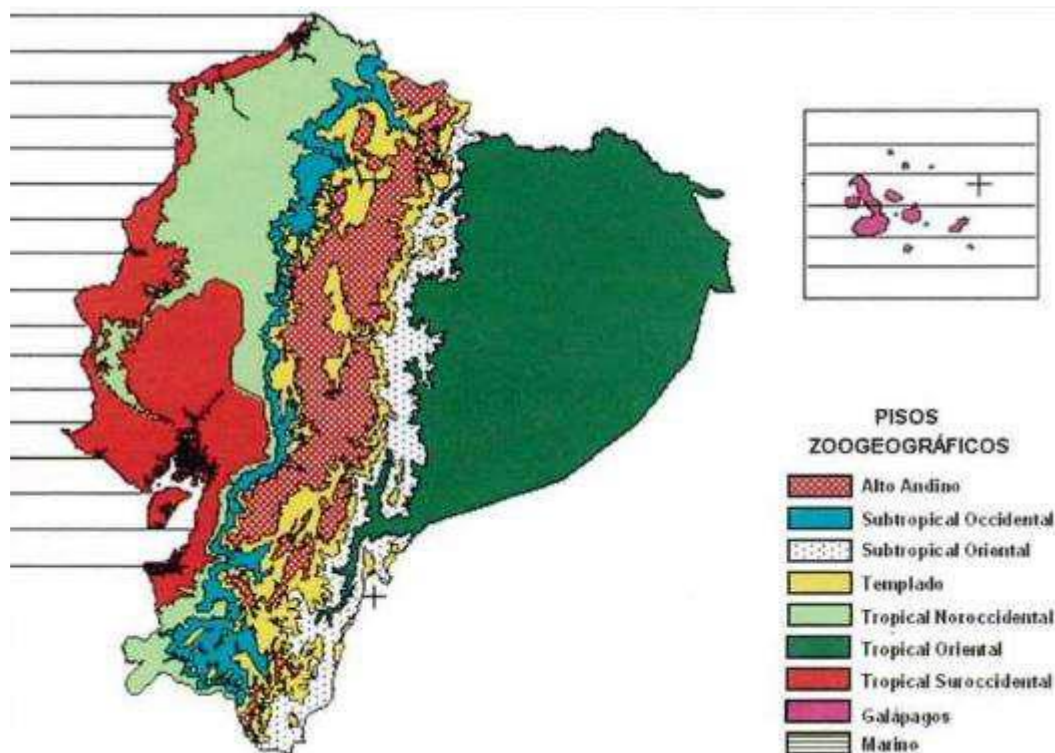 PISOS
ZOOGEOGRÁFICOS
Alto Andino
Subtropical Occidental
Subtropical Oriental
Templado
Tropical Noroccidental
Tropical Oriental
Tropical Suroccidental
Galápagos
Marino